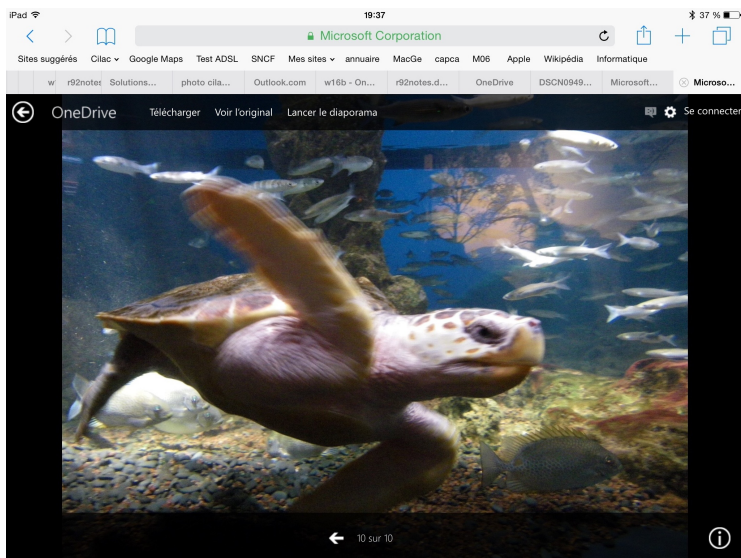 iPad 19:37 37 %
Microsoft Corporation
Sites suggérés Cilac Google Maps Test ADSL SNCF Mes sites annuaire MacGe capca M06 Apple Wikipédia Informatique
w r92notes Solutions... photo cila... Outlook.com w16b - On... r92notes.d... OneDrive DSCN0949... Microsoft... Microso...
OneDrive Télécharger Voir l'original Lancer le diaporama Se connecter
10 sur 10